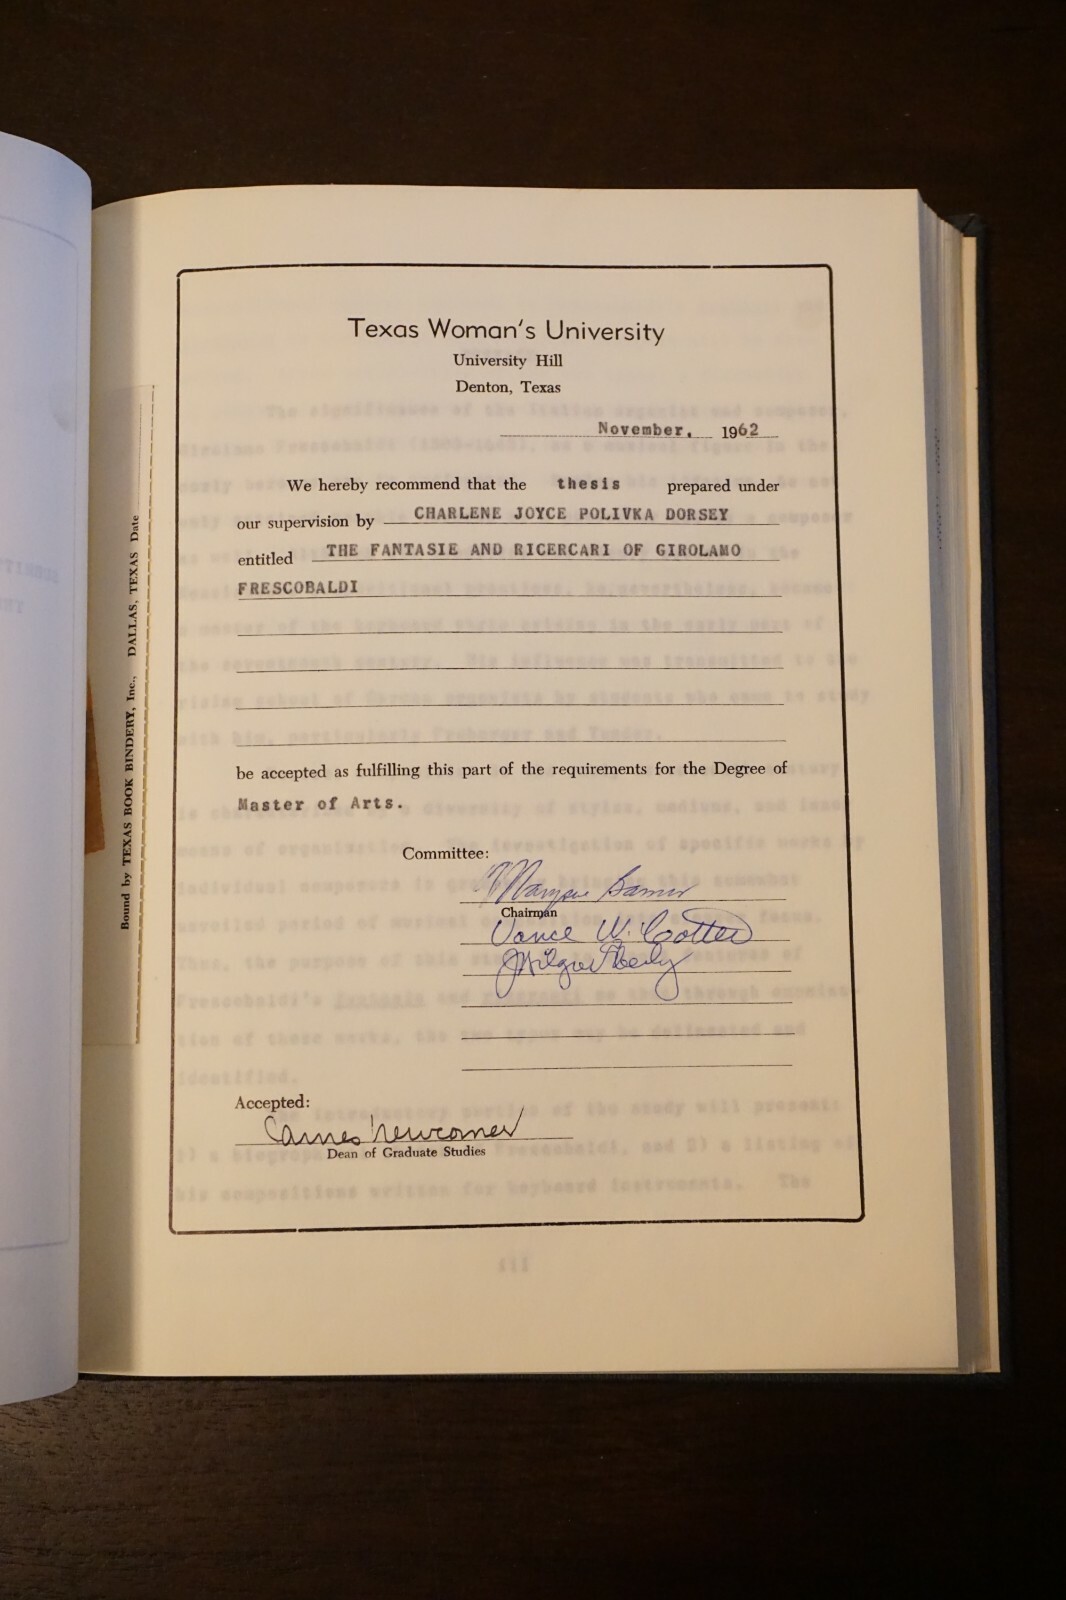 Texas Woman's University
University Hill
Denton, Texas
November, 1962
We hereby recommend that the thesis prepared under
our supervision by CHARLENE JOYCE POLIVKA DORSEY
entitled THE FANTASIE AND RICERCARI OF GIROLAMO
FRESCOBALDI
be accepted as fulfilling this part of the requirements for the Degree of
Master of Arts.
Committee:
Chairman
Vance W. Cotter
Accepted:
James Newcomer
Dean of Graduate Studies
Bound by TEXAS BOOK BINDERY, Inc., DALLAS, TEXAS Date